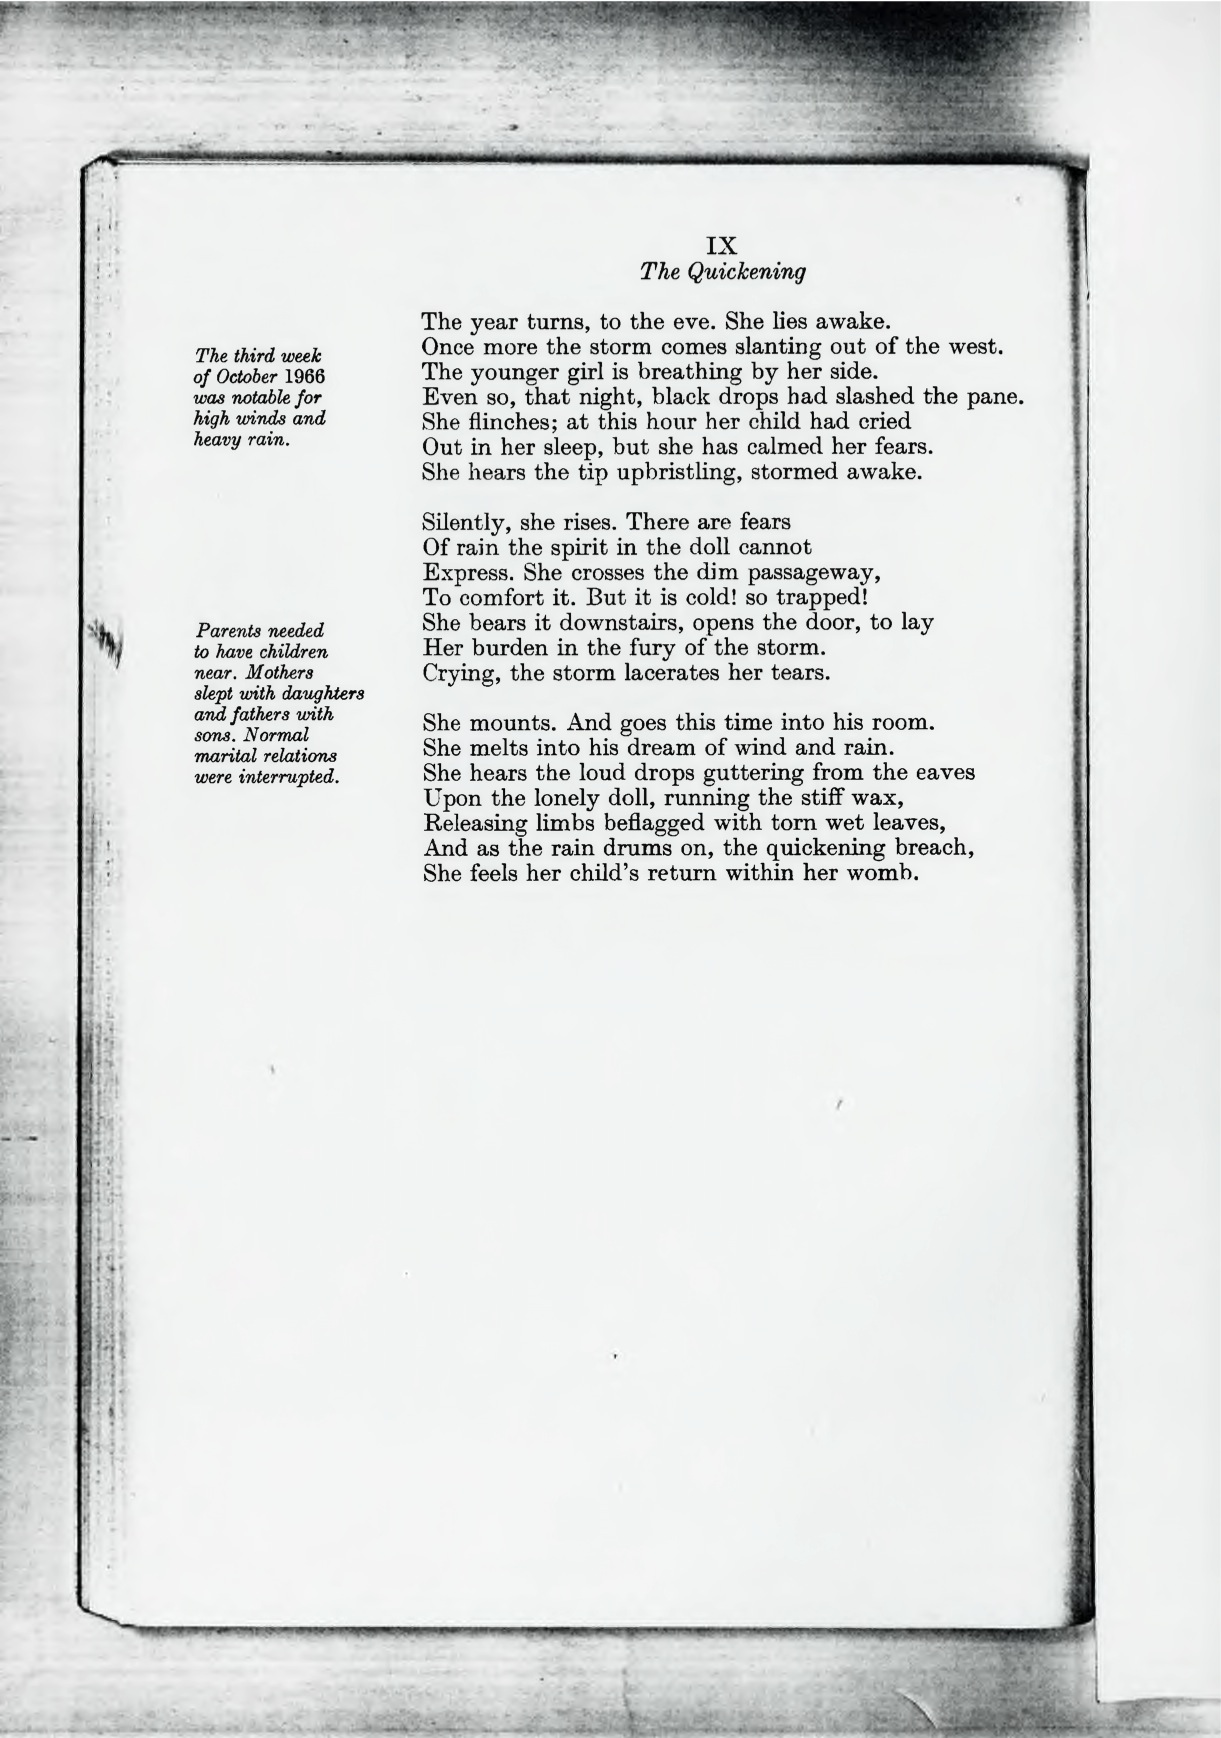 IX
The Quickening
The year turns, to the eve. She lies awake.
Once more the storm comes slanting out of the west.
The younger girl is breathing by her side.
Even so, that night, black drops had slashed the pane.
She flinches; at this hour her child had cried
Out in her sleep, but she has calmed her fears.
She hears the tip upbristling, stormed awake.
The third week
of October 1966
was notable for
high winds and
heavy rain.
Silently, she rises. There are fears
Of rain the spirit in the doll cannot
Express. She crosses the dim passageway,
To comfort it. But it is cold! so trapped!
She bears it downstairs, opens the door, to lay
Her burden in the fury of the storm.
Crying, the storm lacerates her tears.
Parents needed
to have children
near. Mothers
slept with daughters
and fathers with
sons. Normal
marital relations
were interrupted.
She mounts. And goes this time into his room.
She melts into his dream of wind and rain.
She hears the loud drops guttering from the eaves
Upon the lonely doll, running the stiff wax,
Releasing limbs beflagged with torn wet leaves,
And as the rain drums on, the quickening breach,
She feels her child's return within her womb.